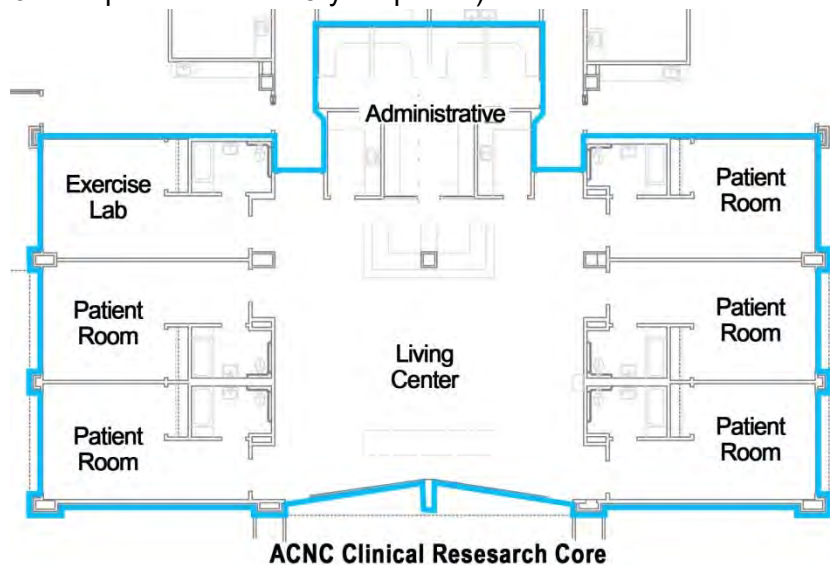 Administrative
Exercise
Lab
Patient
Room
Patient
Room
Patient
Room
Living
Center
Patient
Room
Patient
Room
ACNC Clinical Resesarch Core